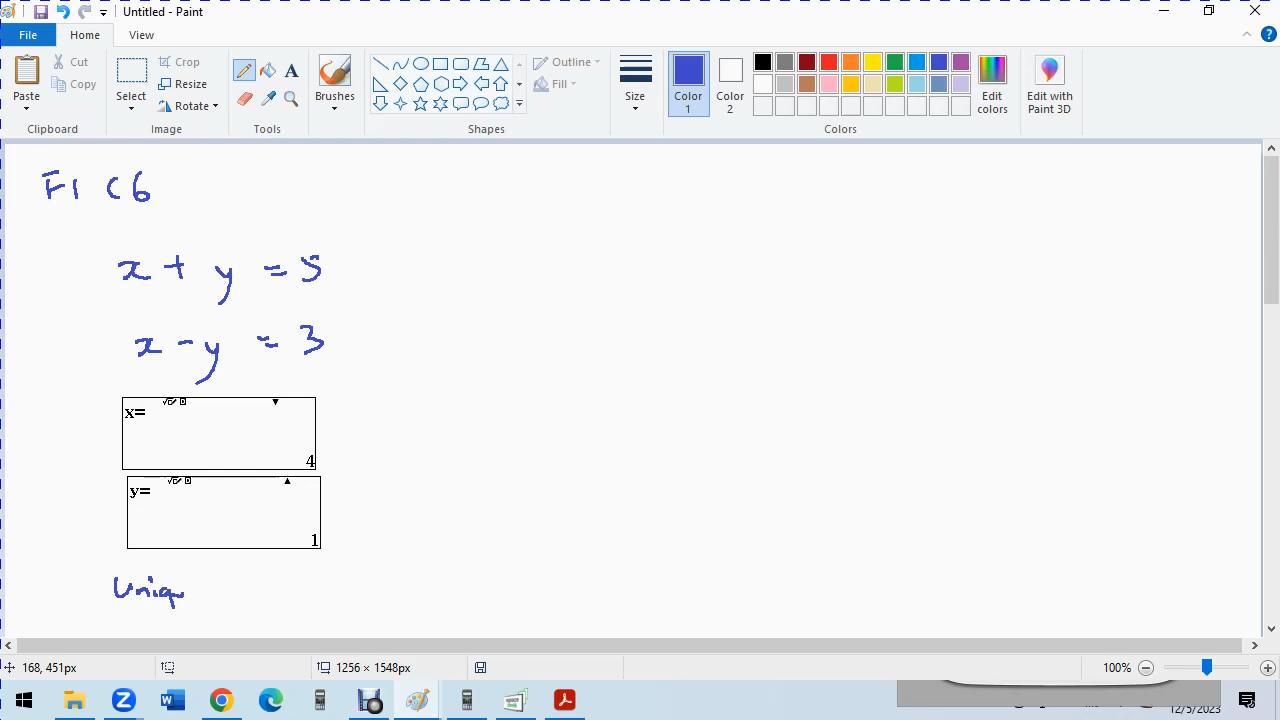 Untitled - Paint
File Home View
Paste Cut Copy
Clipboard
Select Crop Resize Rotate
Image
Tools
Brushes
Outline Fill
Shapes
Size
Color 1
Color 2
Edit colors
Colors
Edit with Paint 3D
F1 C6
x + y = 5
x - y = 3
x=
4
y=
1
Uniq
168, 451px
1256 × 1548px
100%
12/5/2023